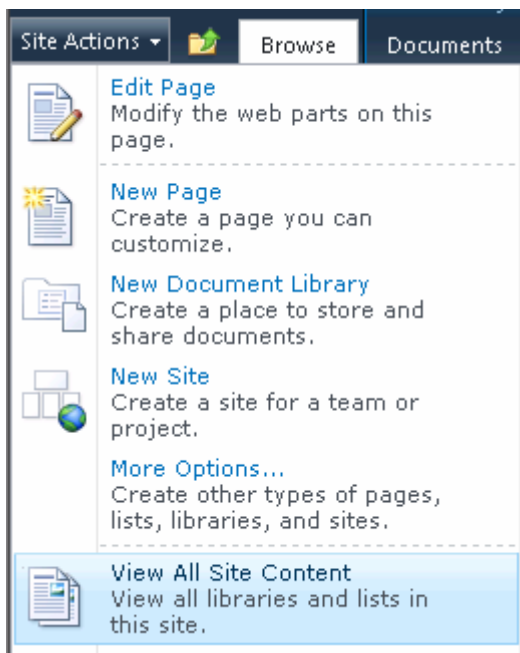 Site Actions Browse Documents
Edit Page
Modify the web parts on this
page.
New Page
Create a page you can
customize.
New Document Library
Create a place to store and
share documents.
New Site
Create a site for a team or
project.
More Options...
Create other types of pages,
lists, libraries, and sites.
View All Site Content
View all libraries and lists in
this site.